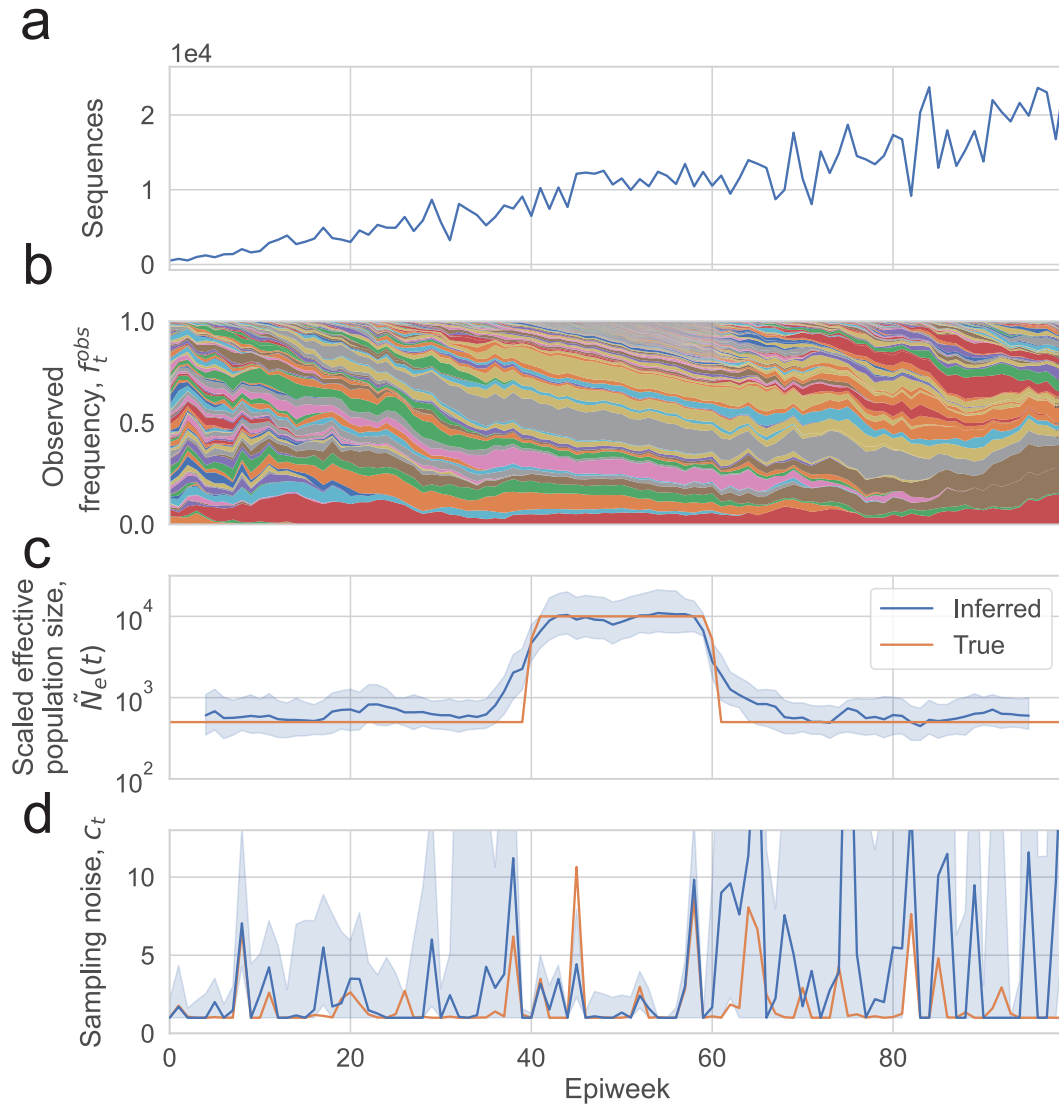 a
1e4
Sequences
2
1
0
b
Observed
frequency, f_t^obs
1.0
0.5
0.0
c
Scaled effective
population size,
Ñ_e(t)
10^4
10^3
10^2
Inferred
True
d
Sampling noise, c_t
10
5
0
0 20 40 60 80
Epiweek